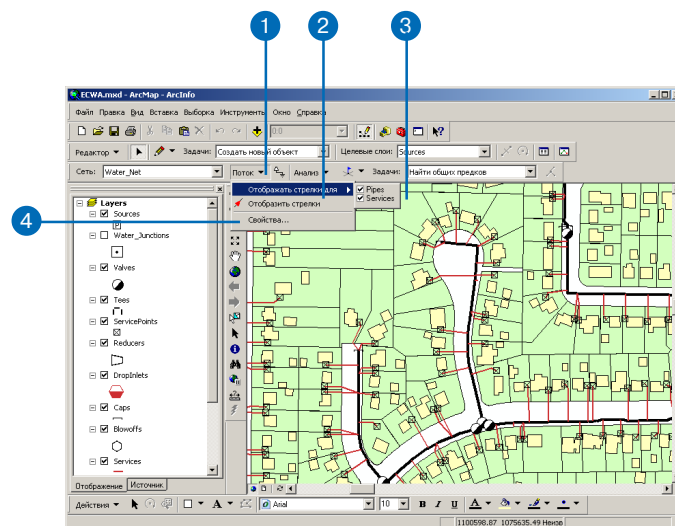 1 2 3
ECWA.mxd - ArcMap - ArcInfo
Файл Правка Вид Вставка Выборка Инструменты Окно Справка
Редактор Задачи: Создать новый объект Целевые слои: Sources
Сеть: Water_Net Поток Анализ Задачи: Найти общих предков
Отображать стрелки для Pipes
Services
Отобразить стрелки
4 Свойства...
Layers
Sources
P
Water_Junctions
Valves
Tees
ServicePoints
Reducers
DropInlets
Caps
Blowoffs
Services
Отображение Источник
Действия A Arial 10 B I U A
1100598.87 1075635.49 Неизв